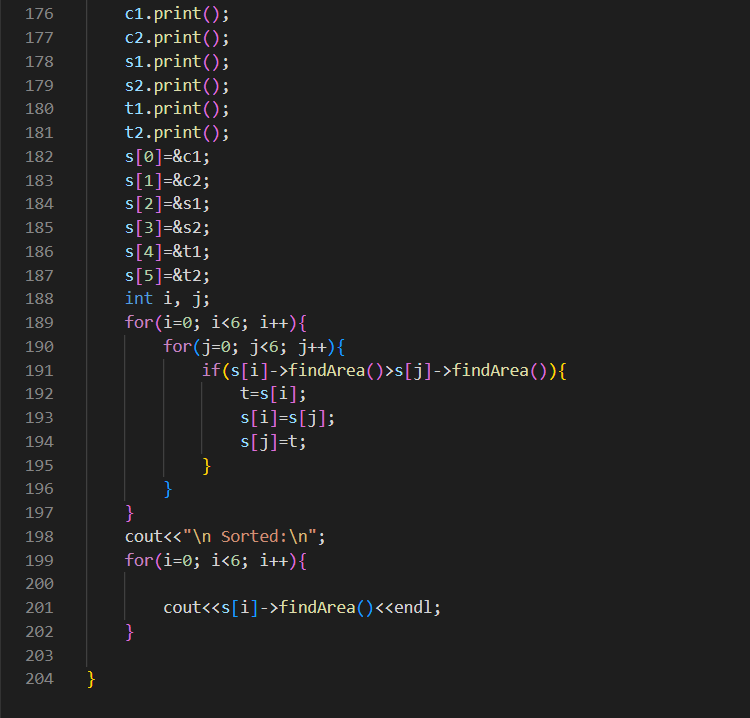 176 c1.print();
177 c2.print();
178 s1.print();
179 s2.print();
180 t1.print();
181 t2.print();
182 s[0]=&c1;
183 s[1]=&c2;
184 s[2]=&s1;
185 s[3]=&s2;
186 s[4]=&t1;
187 s[5]=&t2;
188 int i, j;
189 for(i=0; i<6; i++){
190 for(j=0; j<6; j++){
191 if(s[i]->findArea()>s[j]->findArea()){
192 t=s[i];
193 s[i]=s[j];
194 s[j]=t;
195 }
196 }
197 }
198 cout<<"\n Sorted:\n";
199 for(i=0; i<6; i++){
200
201 cout<<s[i]->findArea()<<endl;
202 }
203
204 }